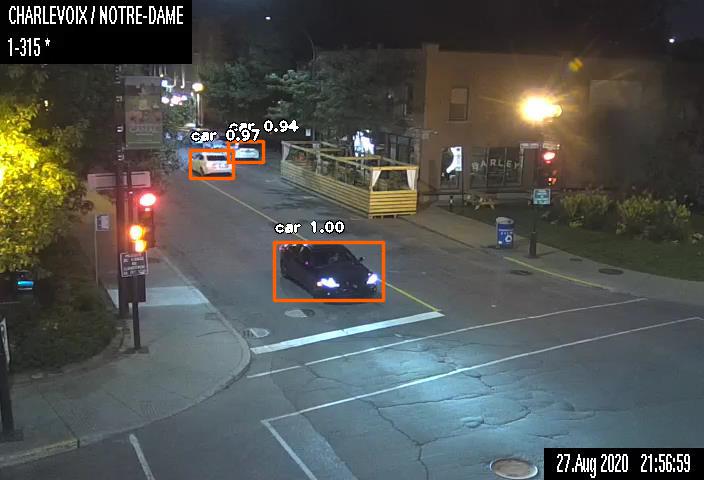 CHARLEVOIX / NOTRE-DAME
1-315 *
car 0.97
car 0.94
car 1.00
BARLEY
27.Aug 2020 21:56:59